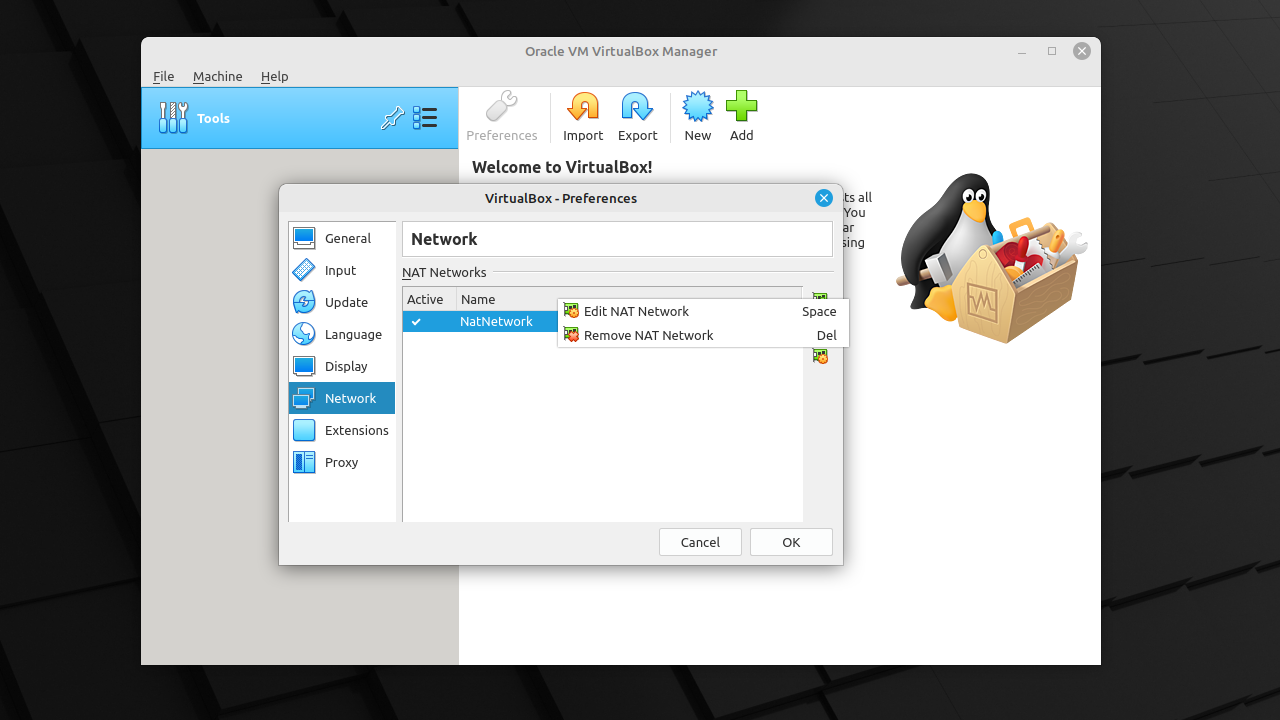 Oracle VM VirtualBox Manager
File Machine Help
Tools
Preferences Import Export New Add
Welcome to VirtualBox!
ts all
You
ar
sing
VirtualBox - Preferences
General
Input
Update
Language
Display
Network
Extensions
Proxy
Network
NAT Networks
Active Name
NatNetwork
Edit NAT Network Space
Remove NAT Network Del
Cancel OK